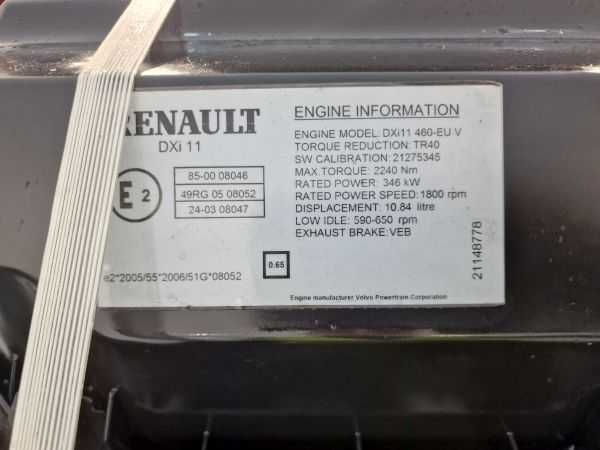 RENAULT
DXi 11
E 2
85-00 08046
49RG 05 08052
24-03 08047
e2*2005/55*2006/51G*08052
0.65
ENGINE INFORMATION
ENGINE MODEL: DXi11 460-EU V
TORQUE REDUCTION: TR40
SW CALIBRATION: 21275345
MAX.TORQUE: 2240 Nm
RATED POWER: 346 kW
RATED POWER SPEED: 1800 rpm
DISPLACEMENT: 10.84 litre
LOW IDLE: 590-650 rpm
EXHAUST BRAKE: VEB
Engine manufacturer Volvo Powertrain Corporation
21148778